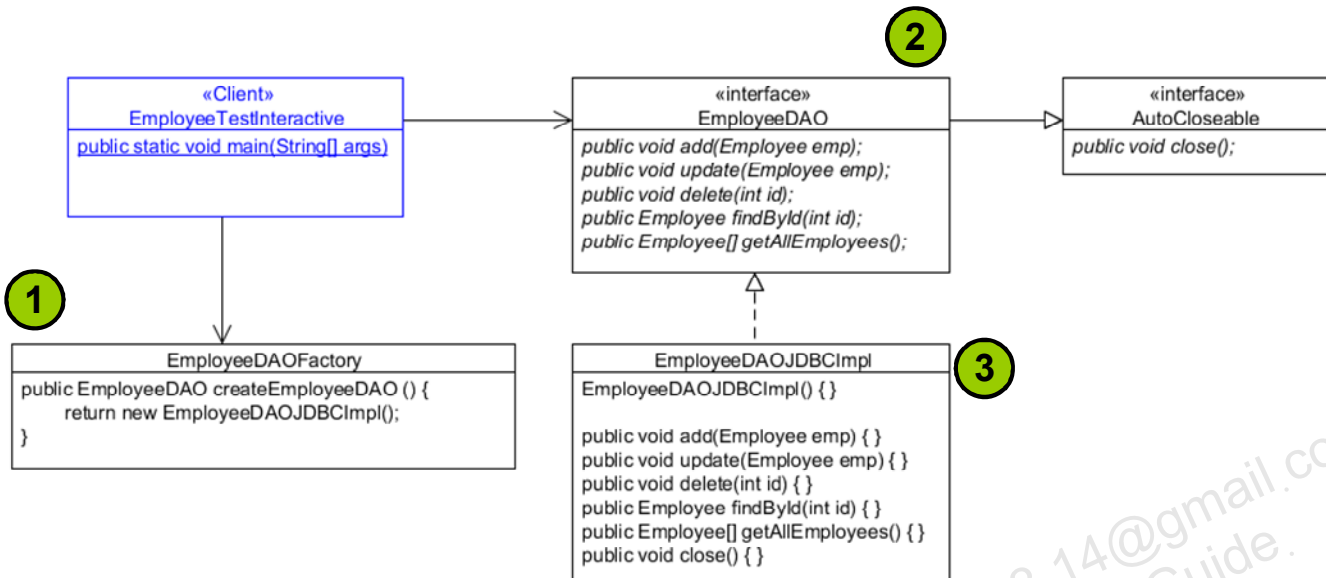 2
«Client»
EmployeeTestInteractive
public static void main(String[] args)
«interface»
EmployeeDAO
public void add(Employee emp);
public void update(Employee emp);
public void delete(int id);
public Employee findById(int id);
public Employee[] getAllEmployees();
«interface»
AutoCloseable
public void close();
1
EmployeeDAOFactory
public EmployeeDAO createEmployeeDAO () {
return new EmployeeDAOJDBCImpl();
}
3
EmployeeDAOJDBCImpl
EmployeeDAOJDBCImpl() { }
public void add(Employee emp) { }
public void update(Employee emp) { }
public void delete(int id) { }
public Employee findById(int id) { }
public Employee[] getAllEmployees() { }
public void close() { }
14@gmail.co
Guide.